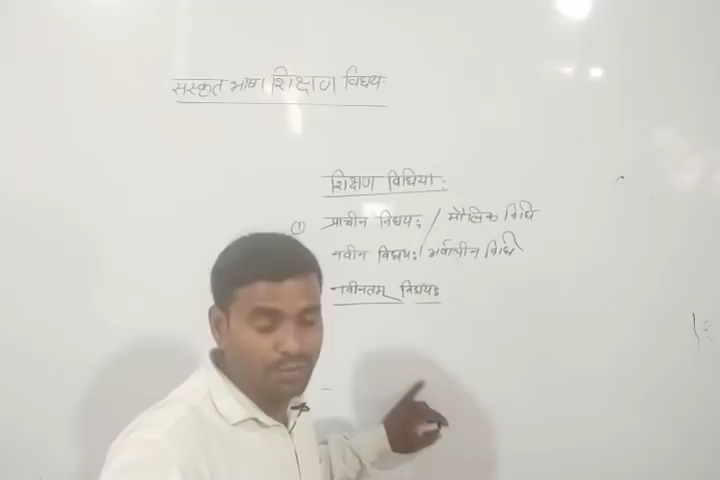 संस्कृत भाषा शिक्षण विधयः
शिक्षण विधियाः
① प्राचीन विधयः / मौलिक विधि
नवीन विधयः / अर्वाचीन विधि
नवीनतम् विधयः